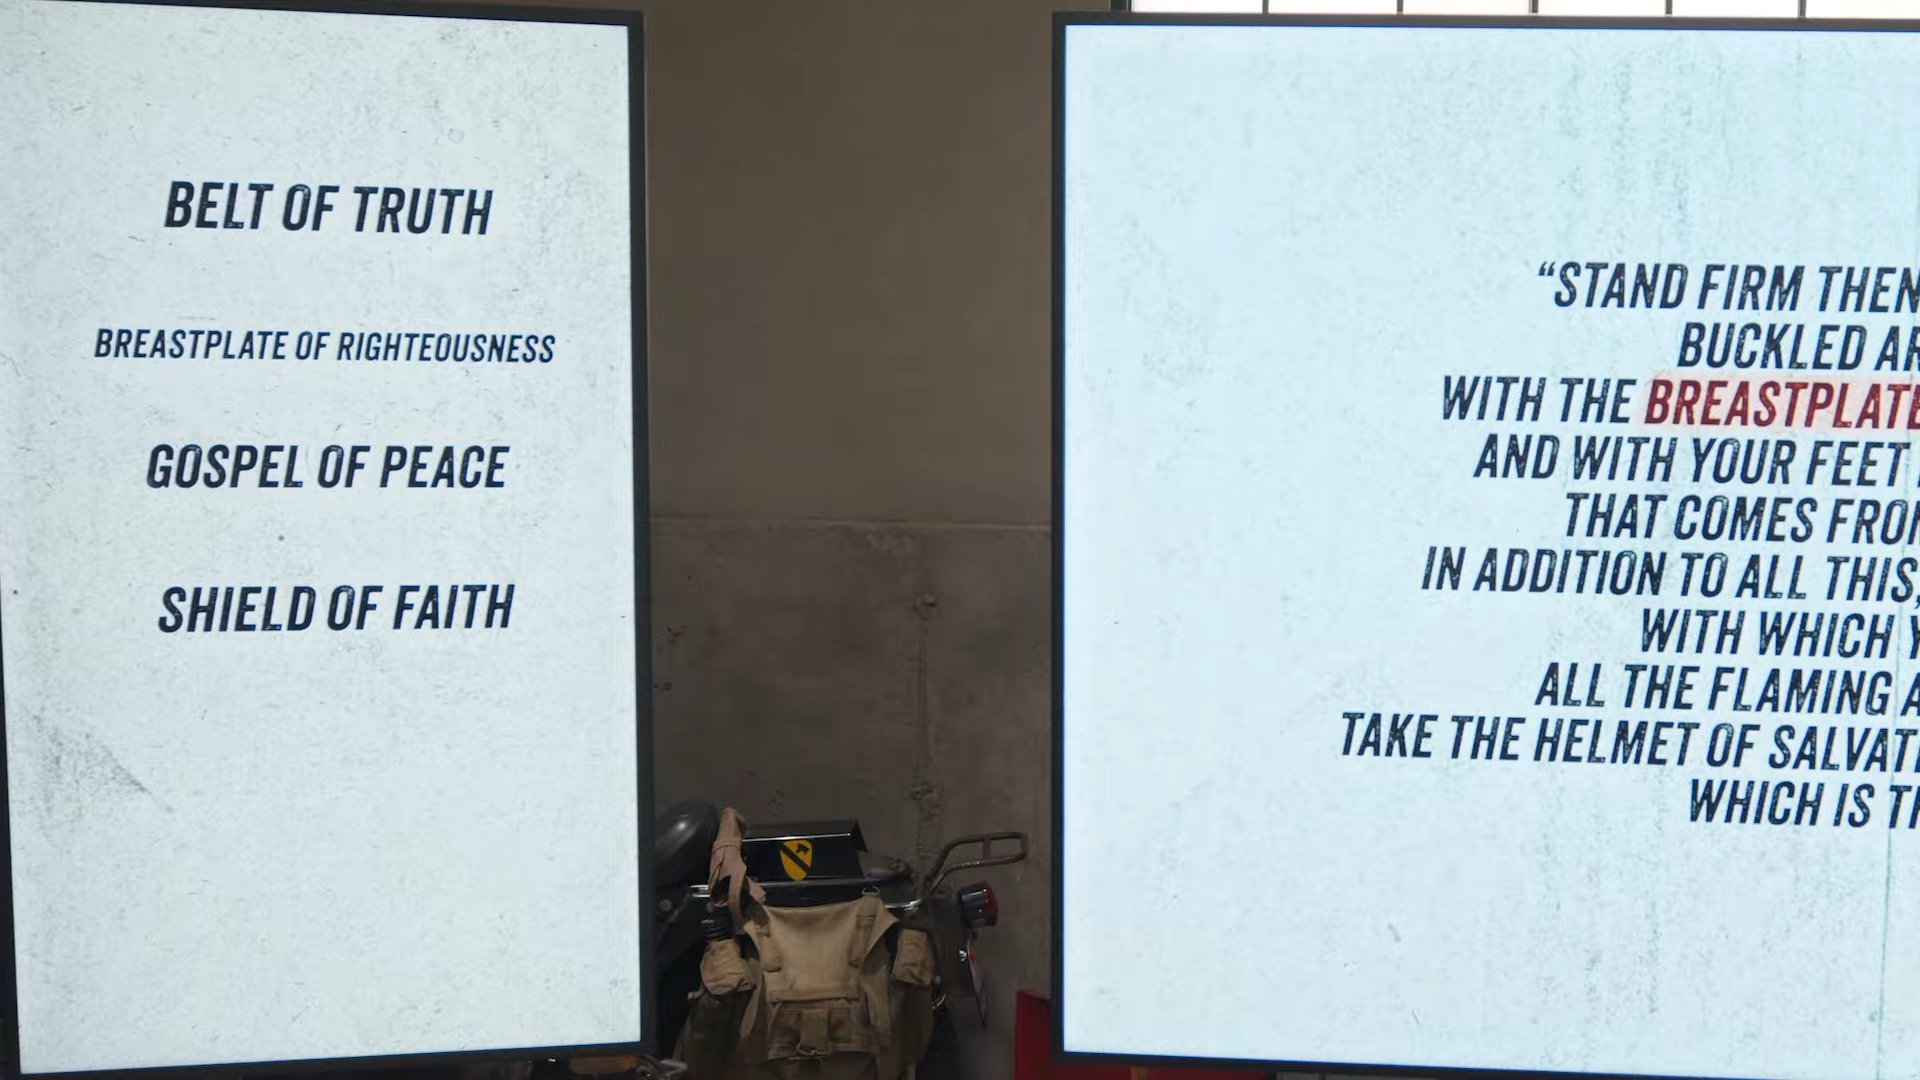 BELT OF TRUTH
BREASTPLATE OF RIGHTEOUSNESS
GOSPEL OF PEACE
SHIELD OF FAITH
“STAND FIRM THEN
BUCKLED
WITH THE BREASTPLATE
AND WITH YOUR FEET
THAT COMES
IN ADDITION TO ALL THIS,
WITH WHICH
ALL THE FLAMING
TAKE THE HELMET OF
WHICH IS